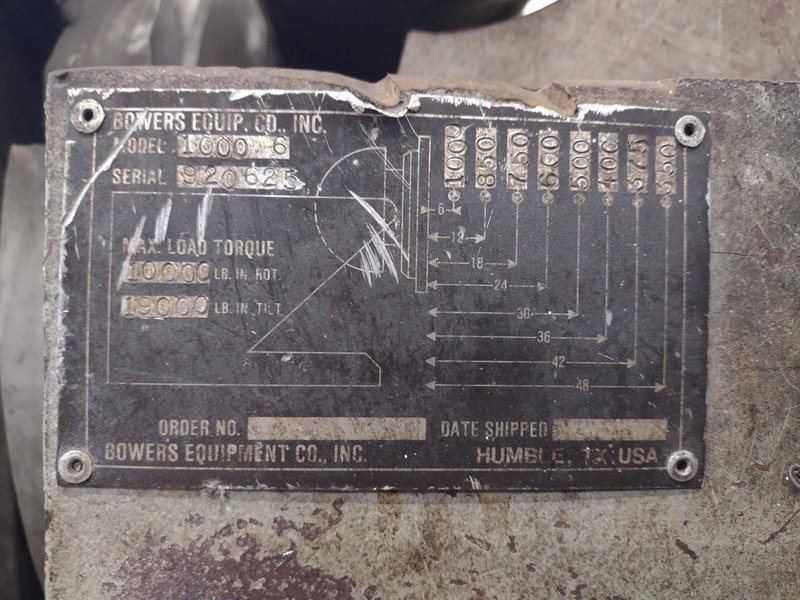 BOWERS EQUIP. CO., INC.
MODEL 1000 6
SERIAL 920625
MAX. LOAD TORQUE
10000 LB. IN. ROT.
19000 LB. IN. TILT.
1000 850 750 600 500 400 375 350
6
12
18
24
30
36
42
48
ORDER NO. DATE SHIPPED
BOWERS EQUIPMENT CO., INC. HUMBLE, TX. USA